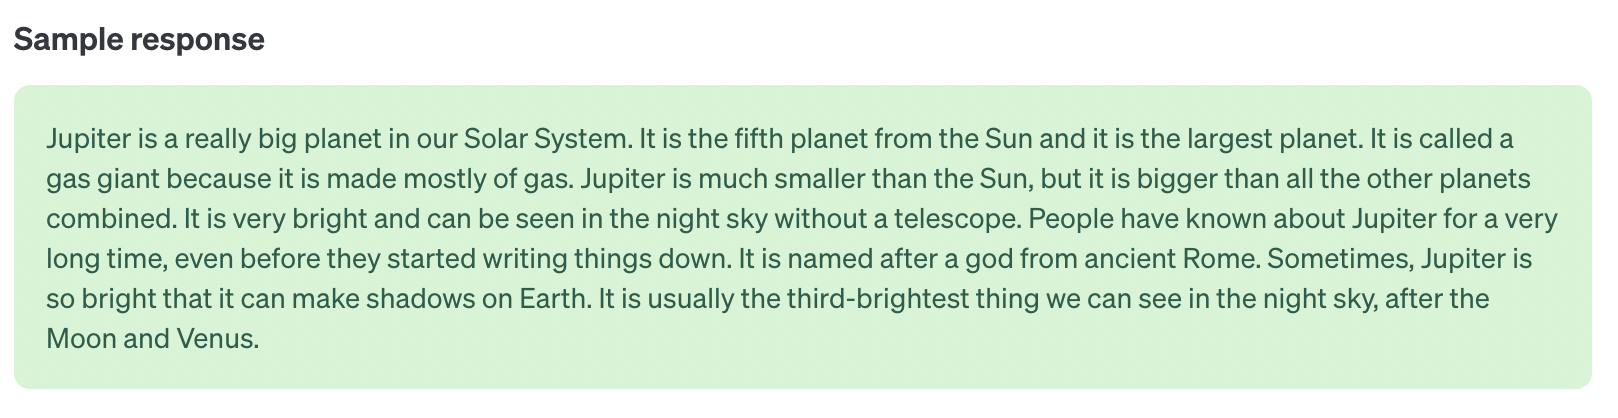 Sample response
Jupiter is a really big planet in our Solar System. It is the fifth planet from the Sun and it is the largest planet. It is called a
gas giant because it is made mostly of gas. Jupiter is much smaller than the Sun, but it is bigger than all the other planets
combined. It is very bright and can be seen in the night sky without a telescope. People have known about Jupiter for a very
long time, even before they started writing things down. It is named after a god from ancient Rome. Sometimes, Jupiter is
so bright that it can make shadows on Earth. It is usually the third-brightest thing we can see in the night sky, after the
Moon and Venus.